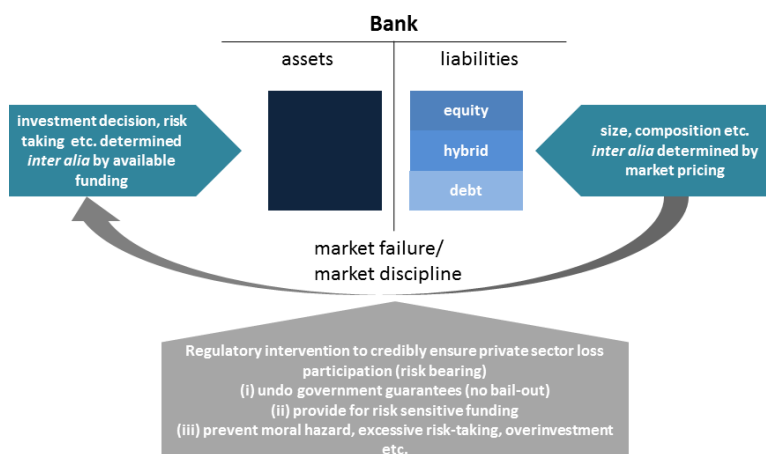 Bank
assets
liabilities
investment decision, risk
taking etc. determined
inter alia by available
funding
equity
hybrid
debt
size, composition etc.
inter alia determined by
market pricing
market failure/
market discipline
Regulatory intervention to credibly ensure private sector loss
participation (risk bearing)
(i) undo government guarantees (no bail-out)
(ii) provide for risk sensitive funding
(iii) prevent moral hazard, excessive risk-taking, overinvestment
etc.